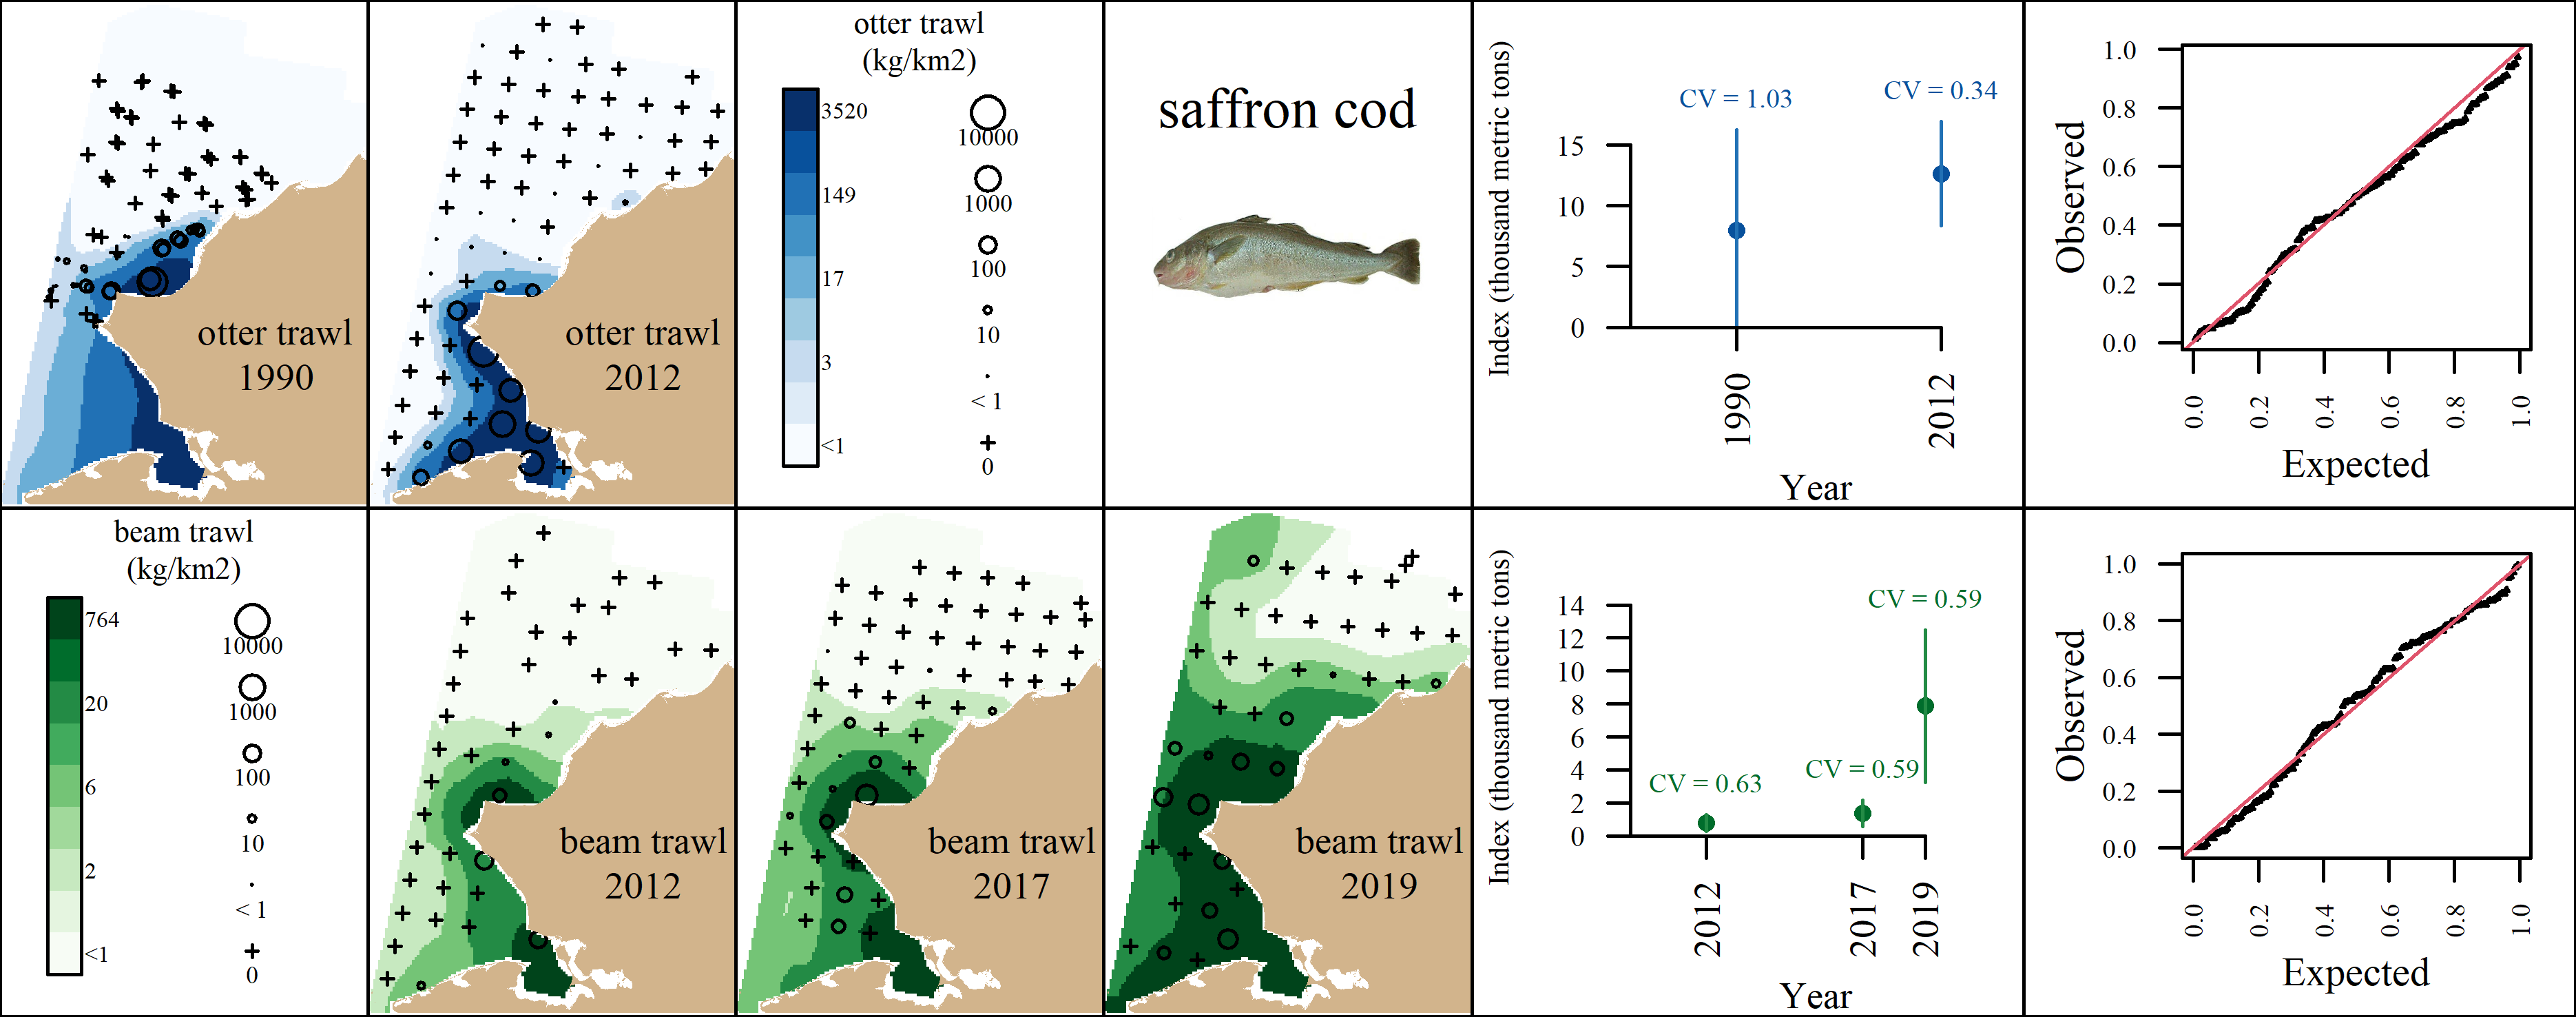 otter trawl
1990
otter trawl
2012
otter trawl
(kg/km2)
3520
149
17
3
<1
10000
1000
100
10
< 1
0
saffron cod
Index (thousand metric tons)
15
10
5
0
CV = 1.03
CV = 0.34
1990
2012
Year
Observed
1.0
0.8
0.6
0.4
0.2
0.0
0.0
0.2
0.4
0.6
0.8
1.0
Expected
beam trawl
(kg/km2)
764
20
6
2
<1
10000
1000
100
10
< 1
0
beam trawl
2012
beam trawl
2017
beam trawl
2019
Index (thousand metric tons)
14
12
10
8
6
4
2
0
CV = 0.63
CV = 0.59
CV = 0.59
2012
2017
2019
Year
Observed
1.0
0.8
0.6
0.4
0.2
0.0
0.0
0.2
0.4
0.6
0.8
1.0
Expected